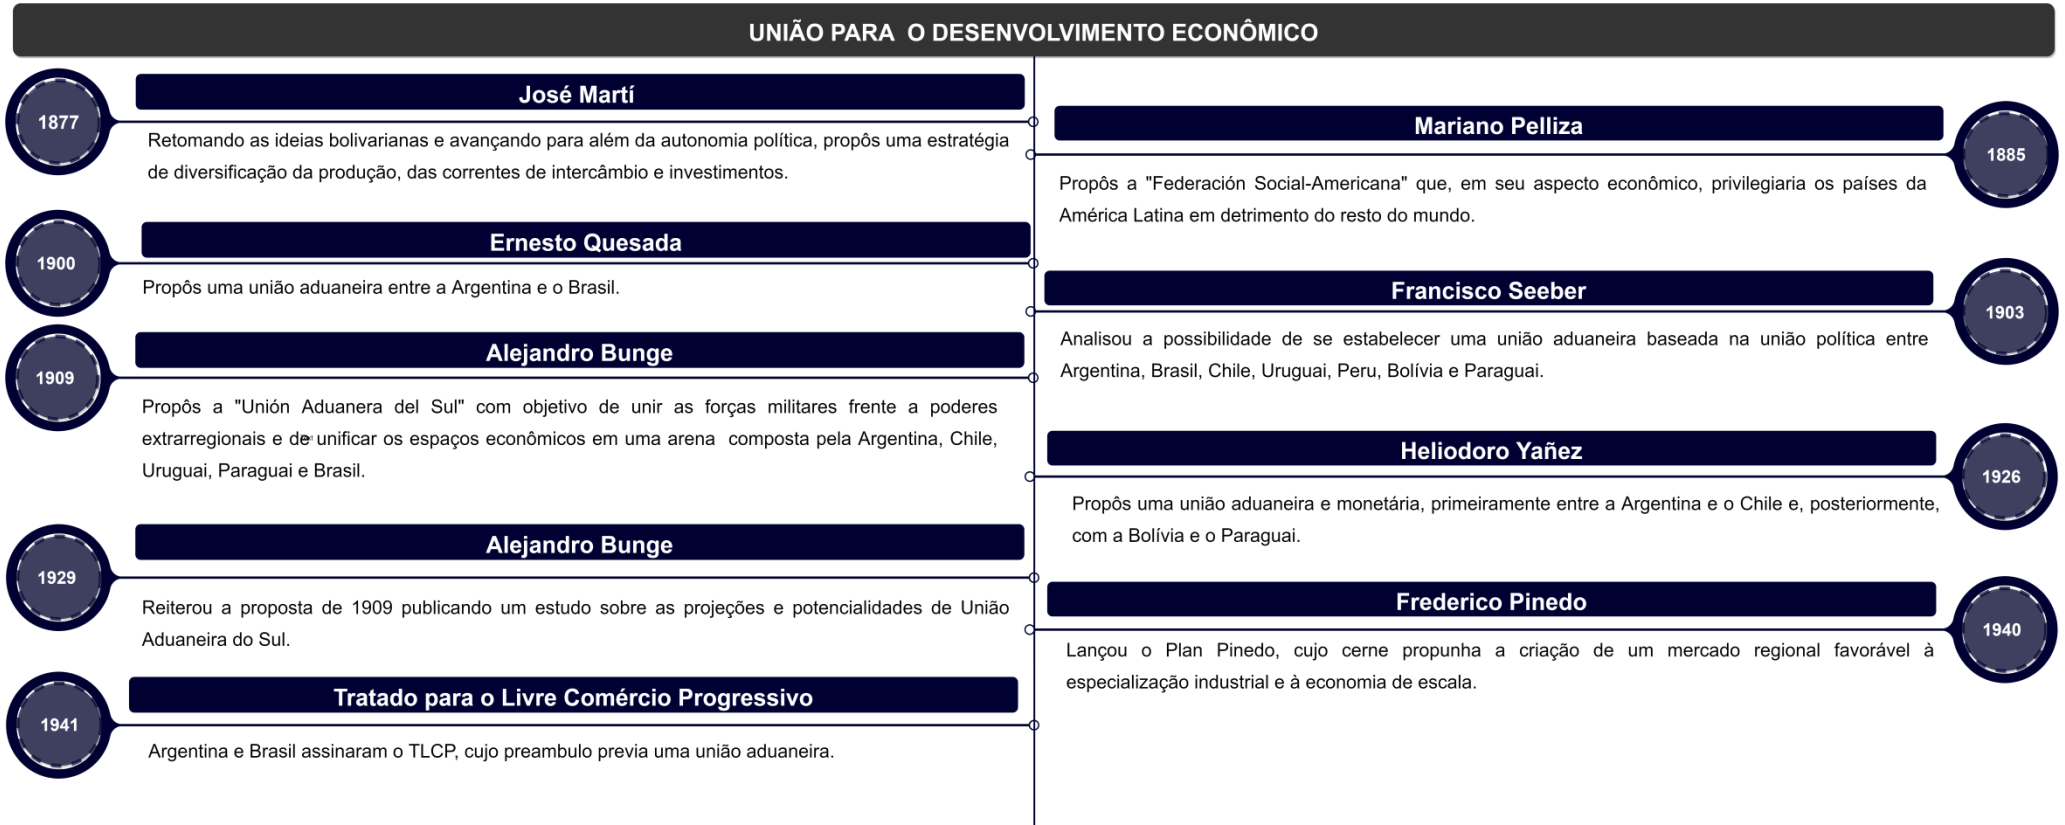 UNIÃO PARA O DESENVOLVIMENTO ECONÔMICO
1877
José Martí
Retomando as ideias bolivarianas e avançando para além da autonomia política, propôs uma estratégia
de diversificação da produção, das correntes de intercâmbio e investimentos.
Mariano Pelliza
1885
Propôs a "Federación Social-Americana" que, em seu aspecto econômico, privilegiaria os países da
América Latina em detrimento do resto do mundo.
1900
Ernesto Quesada
Propôs uma união aduaneira entre a Argentina e o Brasil.
Francisco Seeber
1903
Analisou a possibilidade de se estabelecer uma união aduaneira baseada na união política entre
Argentina, Brasil, Chile, Uruguai, Peru, Bolívia e Paraguai.
1909
Alejandro Bunge
Propôs a "Unión Aduanera del Sul" com objetivo de unir as forças militares frente a poderes
extrarregionais e de unificar os espaços econômicos em uma arena composta pela Argentina, Chile,
Uruguai, Paraguai e Brasil.
Heliodoro Yañez
1926
Propôs uma união aduaneira e monetária, primeiramente entre a Argentina e o Chile e, posteriormente,
com a Bolívia e o Paraguai.
1929
Alejandro Bunge
Reiterou a proposta de 1909 publicando um estudo sobre as projeções e potencialidades de União
Aduaneira do Sul.
Frederico Pinedo
1940
Lançou o Plan Pinedo, cujo cerne propunha a criação de um mercado regional favorável à
especialização industrial e à economia de escala.
1941
Tratado para o Livre Comércio Progressivo
Argentina e Brasil assinaram o TLCP, cujo preambulo previa uma união aduaneira.